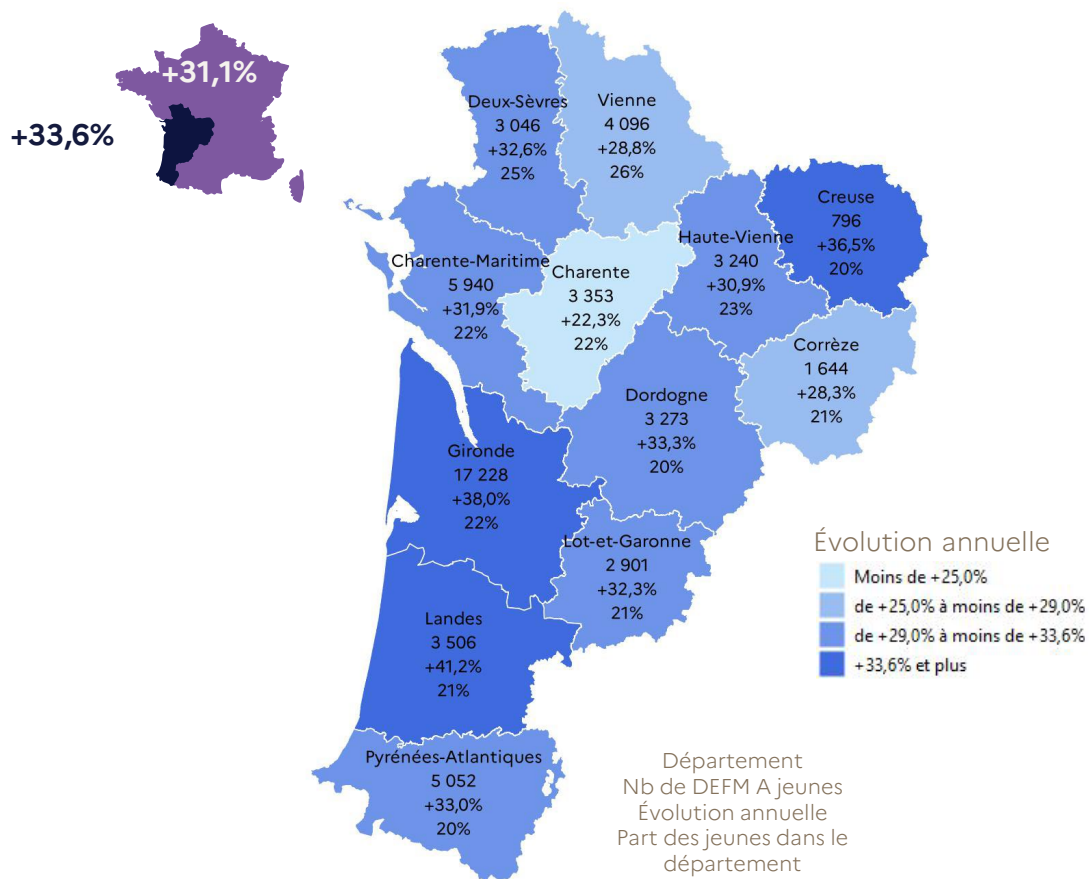 +31,1%
+33,6%
Deux-Sèvres
3 046
+32,6%
25%
Vienne
4 096
+28,8%
26%
Creuse
796
+36,5%
20%
Haute-Vienne
3 240
+30,9%
23%
Charente-Maritime
5 940
+31,9%
22%
Charente
3 353
+22,3%
22%
Corrèze
1 644
+28,3%
21%
Dordogne
3 273
+33,3%
20%
Gironde
17 228
+38,0%
22%
Lot-et-Garonne
2 901
+32,3%
21%
Landes
3 506
+41,2%
21%
Pyrénées-Atlantiques
5 052
+33,0%
20%
Évolution annuelle
Moins de +25,0%
de +25,0% à moins de +29,0%
de +29,0% à moins de +33,6%
+33,6% et plus
Département
Nb de DEFM A jeunes
Évolution annuelle
Part des jeunes dans le
département